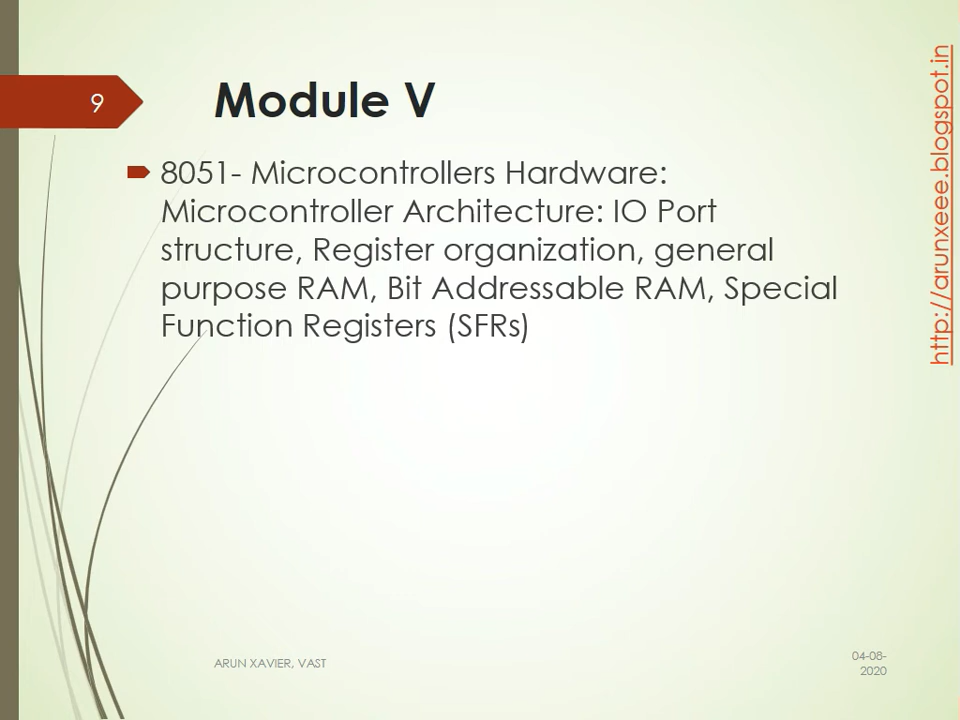 9
Module V
8051- Microcontrollers Hardware:
Microcontroller Architecture: IO Port
structure, Register organization, general
purpose RAM, Bit Addressable RAM, Special
Function Registers (SFRs)
http://arunxeee.blogspot.in
ARUN XAVIER, VAST
04-08-
2020